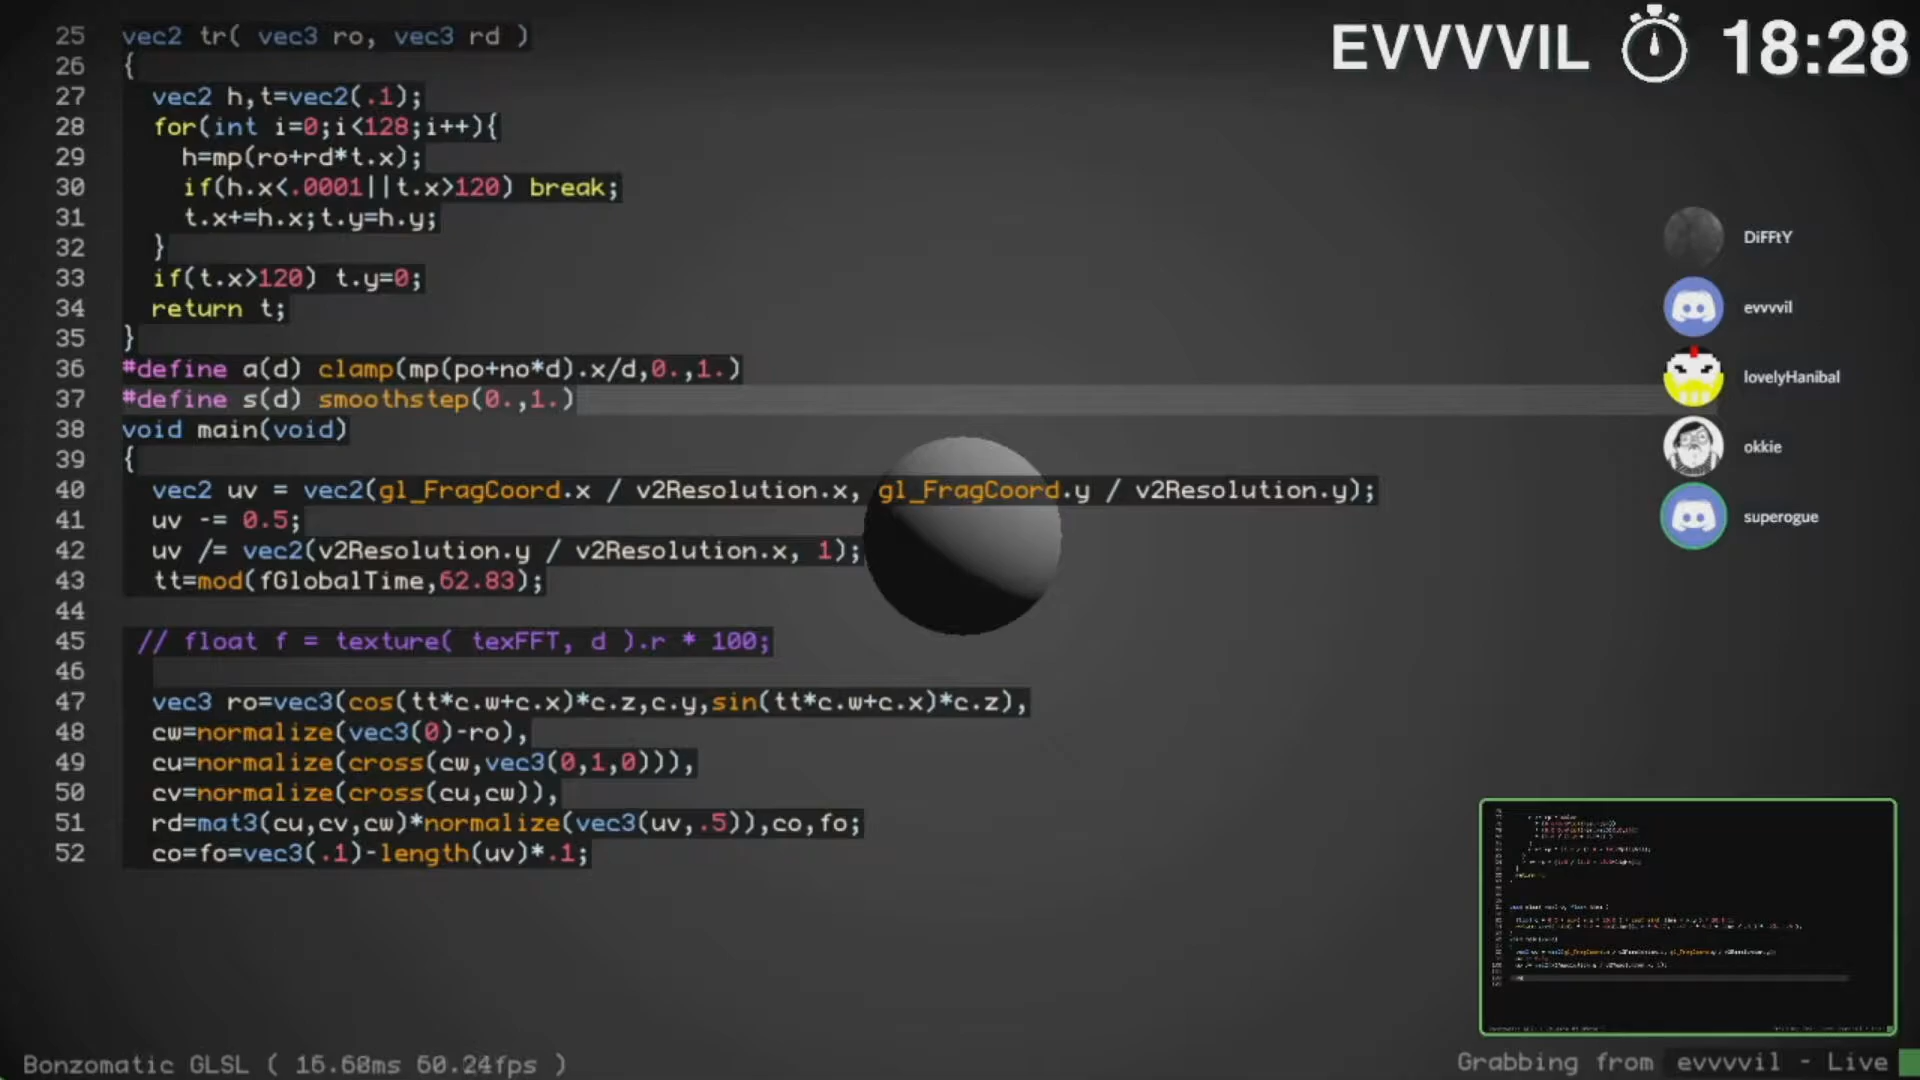 EVVVVIL 18:28
25 vec2 tr( vec3 ro, vec3 rd )
26 {
27 vec2 h,t=vec2(.1);
28 for(int i=0;i<128;i++){
29 h=mp(ro+rd*t.x);
30 if(h.x<.0001||t.x>120) break;
31 t.x+=h.x;t.y=h.y;
32 }
33 if(t.x>120) t.y=0;
34 return t;
35 }
36 #define a(d) clamp(mp(po+no*d).x/d,0.,1.)
37 #define s(d) smoothstep(0.,1.)
38 void main(void)
39 {
40 vec2 uv = vec2(gl_FragCoord.x / v2Resolution.x, gl_FragCoord.y / v2Resolution.y);
41 uv -= 0.5;
42 uv /= vec2(v2Resolution.y / v2Resolution.x, 1);
43 tt=mod(fGlobalTime,62.83);
44
45 // float f = texture( texFFT, d ).r * 100;
46
47 vec3 ro=vec3(cos(tt*c.w+c.x)*c.z,c.y,sin(tt*c.w+c.x)*c.z),
48 cw=normalize(vec3(0)-ro),
49 cu=normalize(cross(cw,vec3(0,1,0))),
50 cv=normalize(cross(cu,cw)),
51 rd=mat3(cu,cv,cw)*normalize(vec3(uv,.5)),co,fo;
52 co=fo=vec3(.1)-length(uv)*.1;
DiFFtY
evvvvil
lovelyHanibal
okkie
superogue
Bonzomatic GLSL ( 16.68ms 60.24fps )
Grabbing from evvvvil - Live